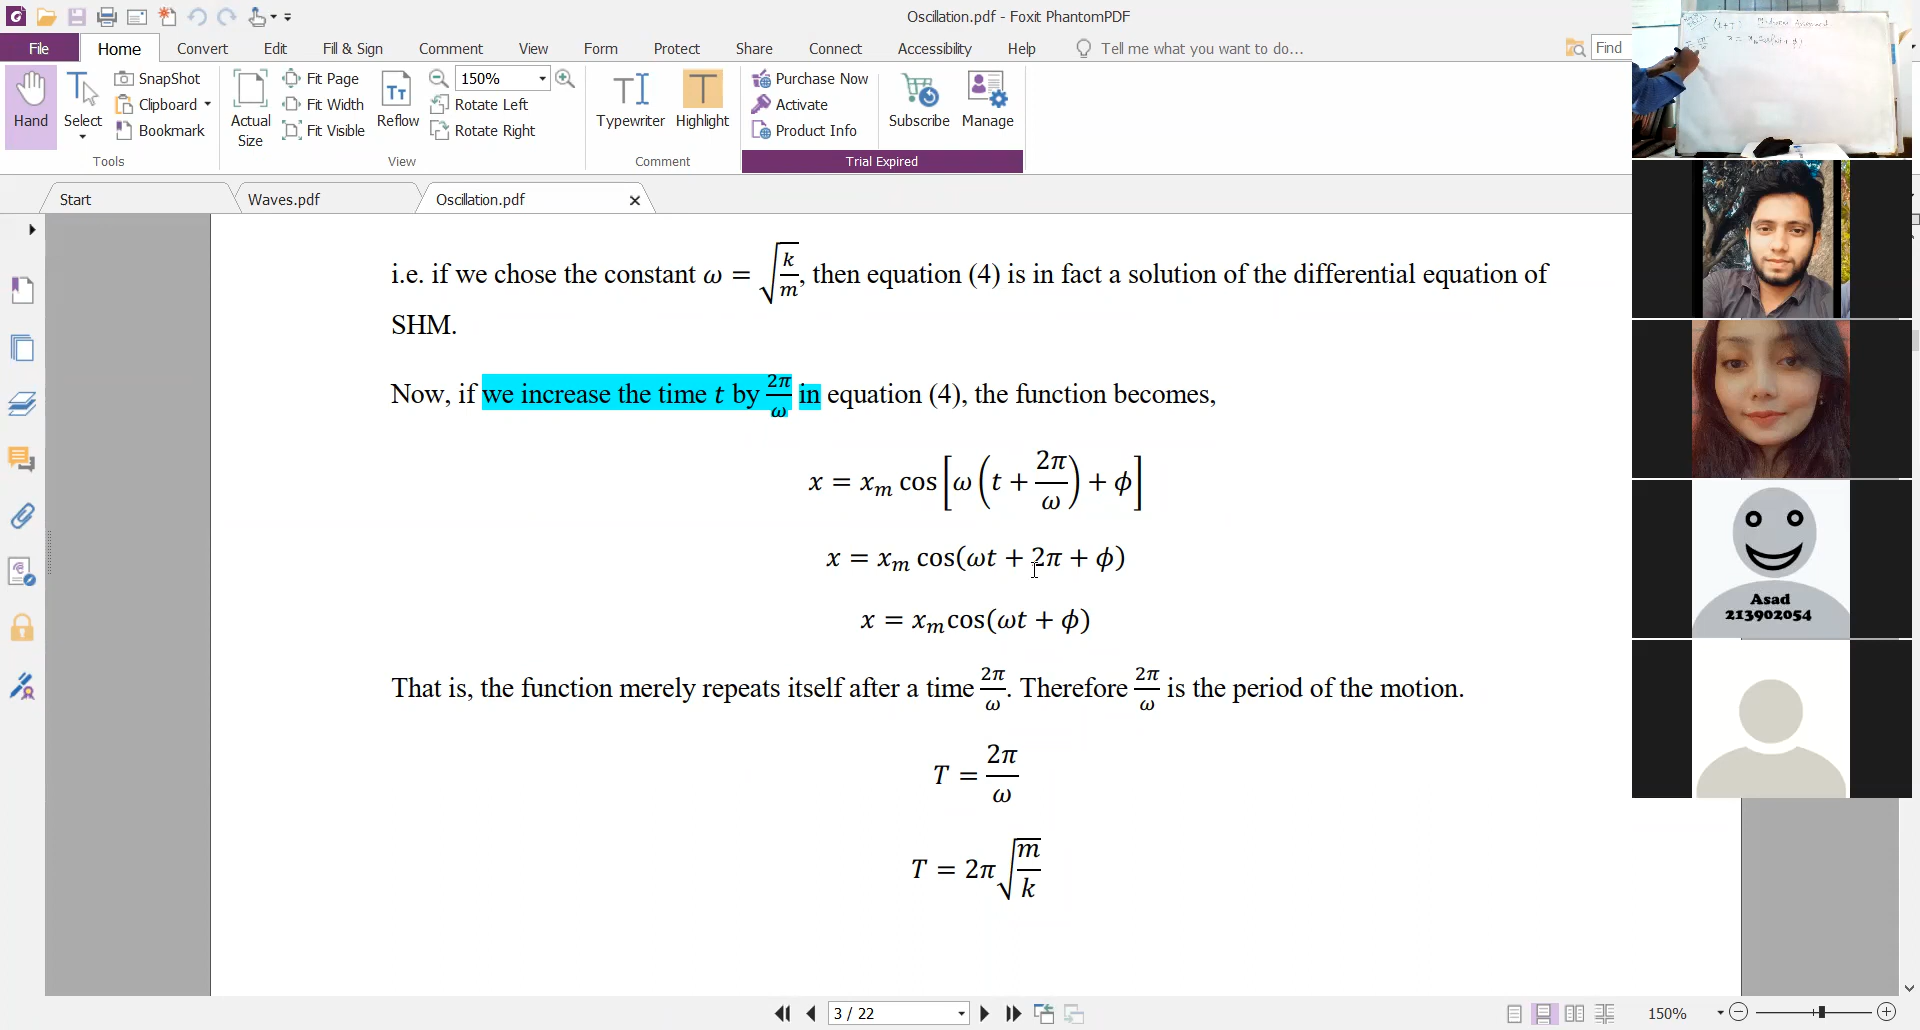 Oscillation.pdf - Foxit PhantomPDF
File Home Convert Edit Fill & Sign Comment View Form Protect Share Connect Accessibility Help Tell me what you want to do... Find
Hand
Select
SnapShot
Clipboard
Bookmark
Tools
Actual Size
Fit Page
Fit Width
Fit Visible
Reflow
150%
Rotate Left
Rotate Right
View
Typewriter
Highlight
Comment
Purchase Now
Activate
Product Info
Subscribe
Manage
Trial Expired
Start Waves.pdf Oscillation.pdf
i.e. if we chose the constant ω = √(k/m), then equation (4) is in fact a solution of the differential equation of
SHM.
Now, if we increase the time t by 2π/ω in equation (4), the function becomes,
x = xₘ cos[ω(t + 2π/ω) + ϕ]
x = xₘ cos(ωt + 2π + ϕ)
x = xₘcos(ωt + ϕ)
That is, the function merely repeats itself after a time 2π/ω. Therefore 2π/ω is the period of the motion.
T = 2π/ω
T = 2π√(m/k)
Asad
213902054
3 / 22
150%